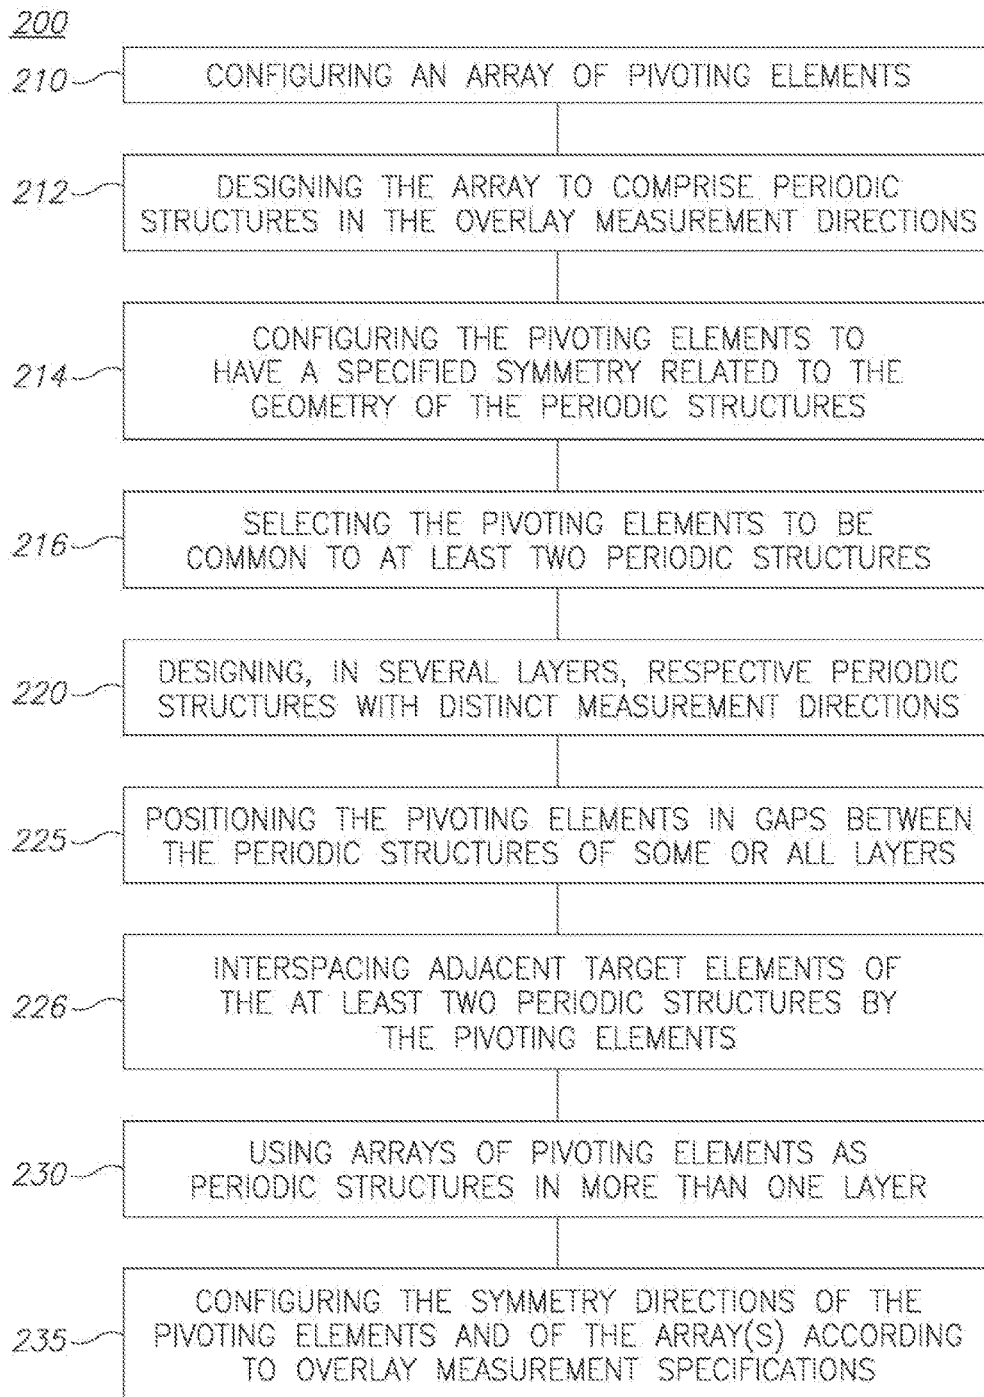 200
210
CONFIGURING AN ARRAY OF PIVOTING ELEMENTS
212
DESIGNING THE ARRAY TO COMPRISE PERIODIC
STRUCTURES IN THE OVERLAY MEASUREMENT DIRECTIONS
214
CONFIGURING THE PIVOTING ELEMENTS TO
HAVE A SPECIFIED SYMMETRY RELATED TO THE
GEOMETRY OF THE PERIODIC STRUCTURES
216
SELECTING THE PIVOTING ELEMENTS TO BE
COMMON TO AT LEAST TWO PERIODIC STRUCTURES
220
DESIGNING, IN SEVERAL LAYERS, RESPECTIVE PERIODIC
STRUCTURES WITH DISTINCT MEASUREMENT DIRECTIONS
225
POSITIONING THE PIVOTING ELEMENTS IN GAPS BETWEEN
THE PERIODIC STRUCTURES OF SOME OR ALL LAYERS
226
INTERSPACING ADJACENT TARGET ELEMENTS OF
THE AT LEAST TWO PERIODIC STRUCTURES BY
THE PIVOTING ELEMENTS
230
USING ARRAYS OF PIVOTING ELEMENTS AS
PERIODIC STRUCTURES IN MORE THAN ONE LAYER
235
CONFIGURING THE SYMMETRY DIRECTIONS OF THE
PIVOTING ELEMENTS AND OF THE ARRAY(S) ACCORDING
TO OVERLAY MEASUREMENT SPECIFICATIONS